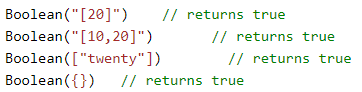 Boolean("[20]")    // returns true
Boolean("[10,20]")       // returns true
Boolean(["twenty"])        // returns true
Boolean({})   // returns true